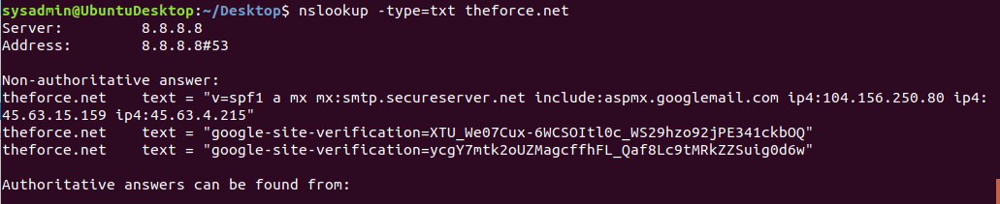 sysadmin@UbuntuDesktop:~/Desktop$ nslookup -type=txt theforce.net
Server: 8.8.8.8
Address: 8.8.8.8#53
Non-authoritative answer:
theforce.net text = "v=spf1 a mx mx:smtp.secureserver.net include:aspmx.googlemail.com ip4:104.156.250.80 ip4:
45.63.15.159 ip4:45.63.4.215"
theforce.net text = "google-site-verification=XTU_We07Cux-6WCSOItl0c_WS29hzo92jPE341ckbOQ"
theforce.net text = "google-site-verification=ycgY7mtk2oUZMagcffhFL_Qaf8Lc9tMRkZZSuig0d6w"
Authoritative answers can be found from: